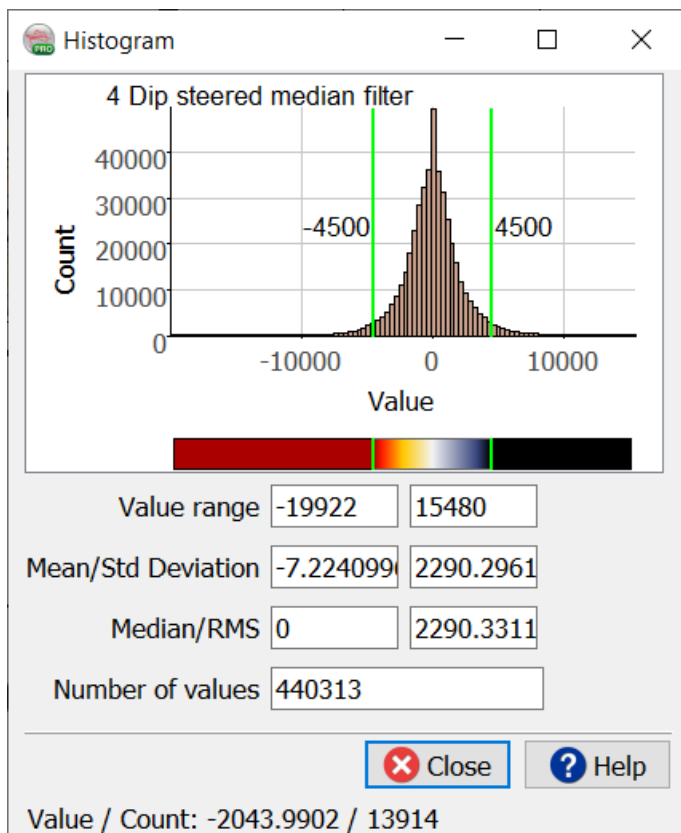 Histogram
4 Dip steered median filter
40000
30000
20000
10000
0
Count
-4500
4500
-10000
0
10000
Value
Value range -19922 15480
Mean/Std Deviation -7.2240990 2290.2961
Median/RMS 0 2290.3311
Number of values 440313
Close
Help
Value / Count: -2043.9902 / 13914